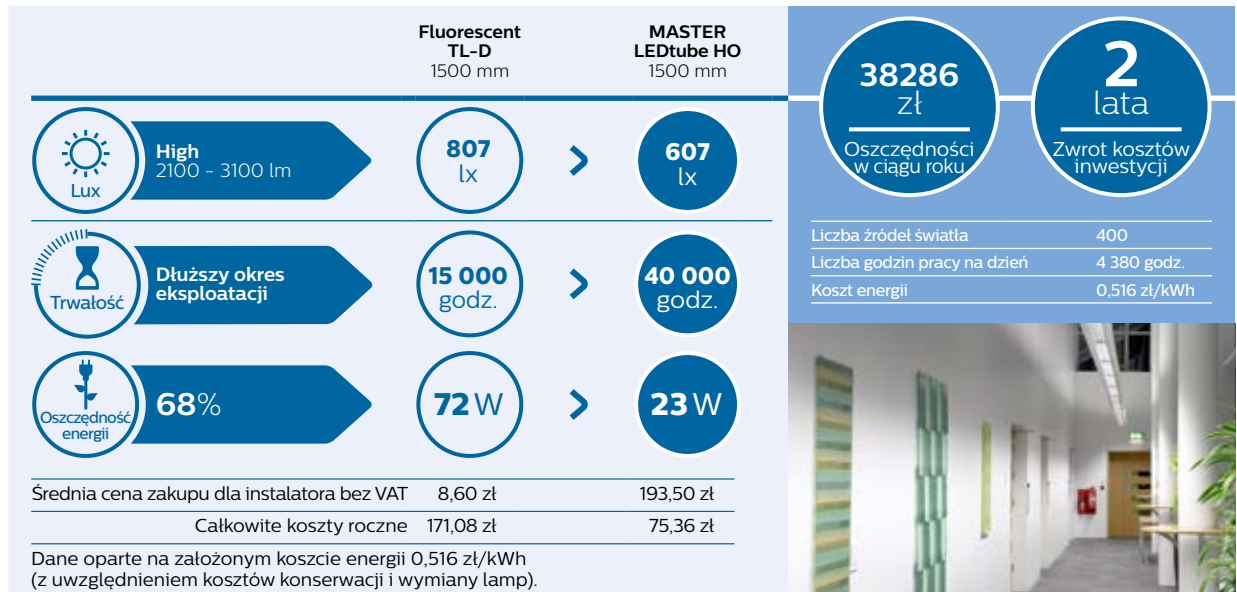 Fluorescent
TL-D
1500 mm
MASTER
LEDtube HO
1500 mm
Lux
High
2100 - 3100 lm
807
lx
>
607
lx
Trwałość
Dłuższy okres
eksploatacji
15 000
godz.
>
40 000
godz.
Oszczędność
energii
68%
72 W
>
23 W
Średnia cena zakupu dla instalatora bez VAT 8,60 zł 193,50 zł
Całkowite koszty roczne 171,08 zł 75,36 zł
Dane oparte na założonym koszcie energii 0,516 zł/kWh
(z uwzględnieniem kosztów konserwacji i wymiany lamp).
38286
zł
Oszczędności
w ciągu roku
2
lata
Zwrot kosztów
inwestycji
Liczba źródeł światła 400
Liczba godzin pracy na dzień 4 380 godz.
Koszt energii 0,516 zł/kWh